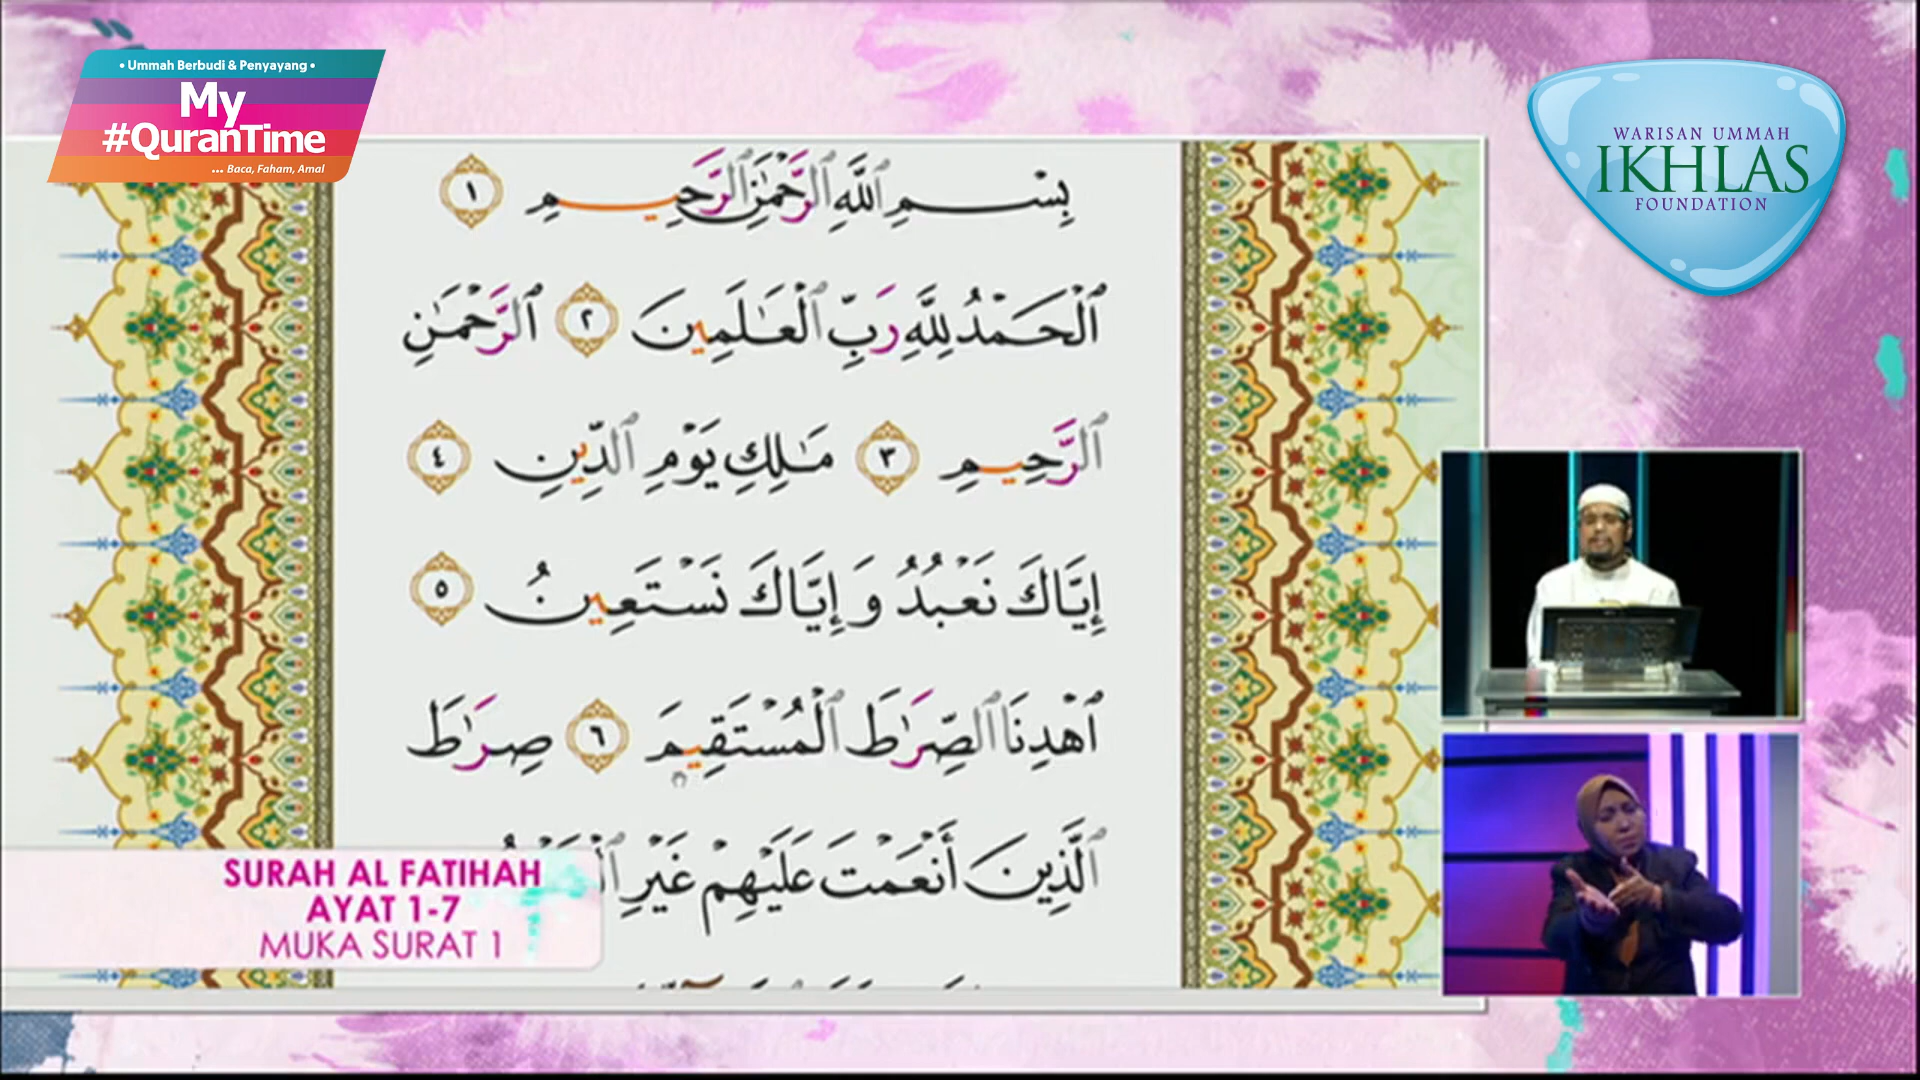 • Ummah Berbudi & Penyayang •
My
#QuranTime
... Baca, Faham, Amal
WARISAN UMMAH
IKHLAS
FOUNDATION
بِسْمِ ٱللَّهِ ٱلرَّحْمَٰنِ ٱلرَّحِيمِ ١
ٱلْحَمْدُ لِلَّهِ رَبِّ ٱلْعَٰلَمِينَ ٢ ٱلرَّحْمَٰنِ
ٱلرَّحِيمِ ٣ مَٰلِكِ يَوْمِ ٱلدِّينِ ٤
إِيَّاكَ نَعْبُدُ وَإِيَّاكَ نَسْتَعِينُ ٥
ٱهْدِنَا ٱلصِّرَٰطَ ٱلْمُسْتَقِيمَ ٦ صِرَٰطَ
ٱلَّذِينَ أَنْعَمْتَ عَلَيْهِمْ غَيْرِ
SURAH AL FATIHAH
AYAT 1-7
MUKA SURAT 1